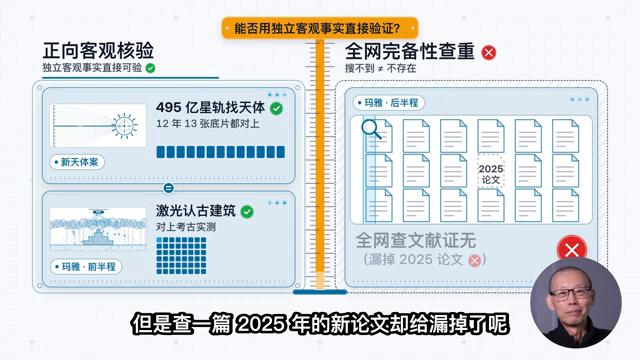 能否用独立客观事实直接验证?
正向客观核验
独立客观事实直接可验
495 亿星轨找天体
12 年 13 张底片都对上
新天体案
激光认古建筑
对上考古实测
玛雅·前半程
全网完备性查重
搜不到 ≠ 不存在
玛雅·后半程
2025
论文
全网查文献证无
(漏掉 2025 论文)
但是查一篇 2025 年的新论文却给漏掉了呢